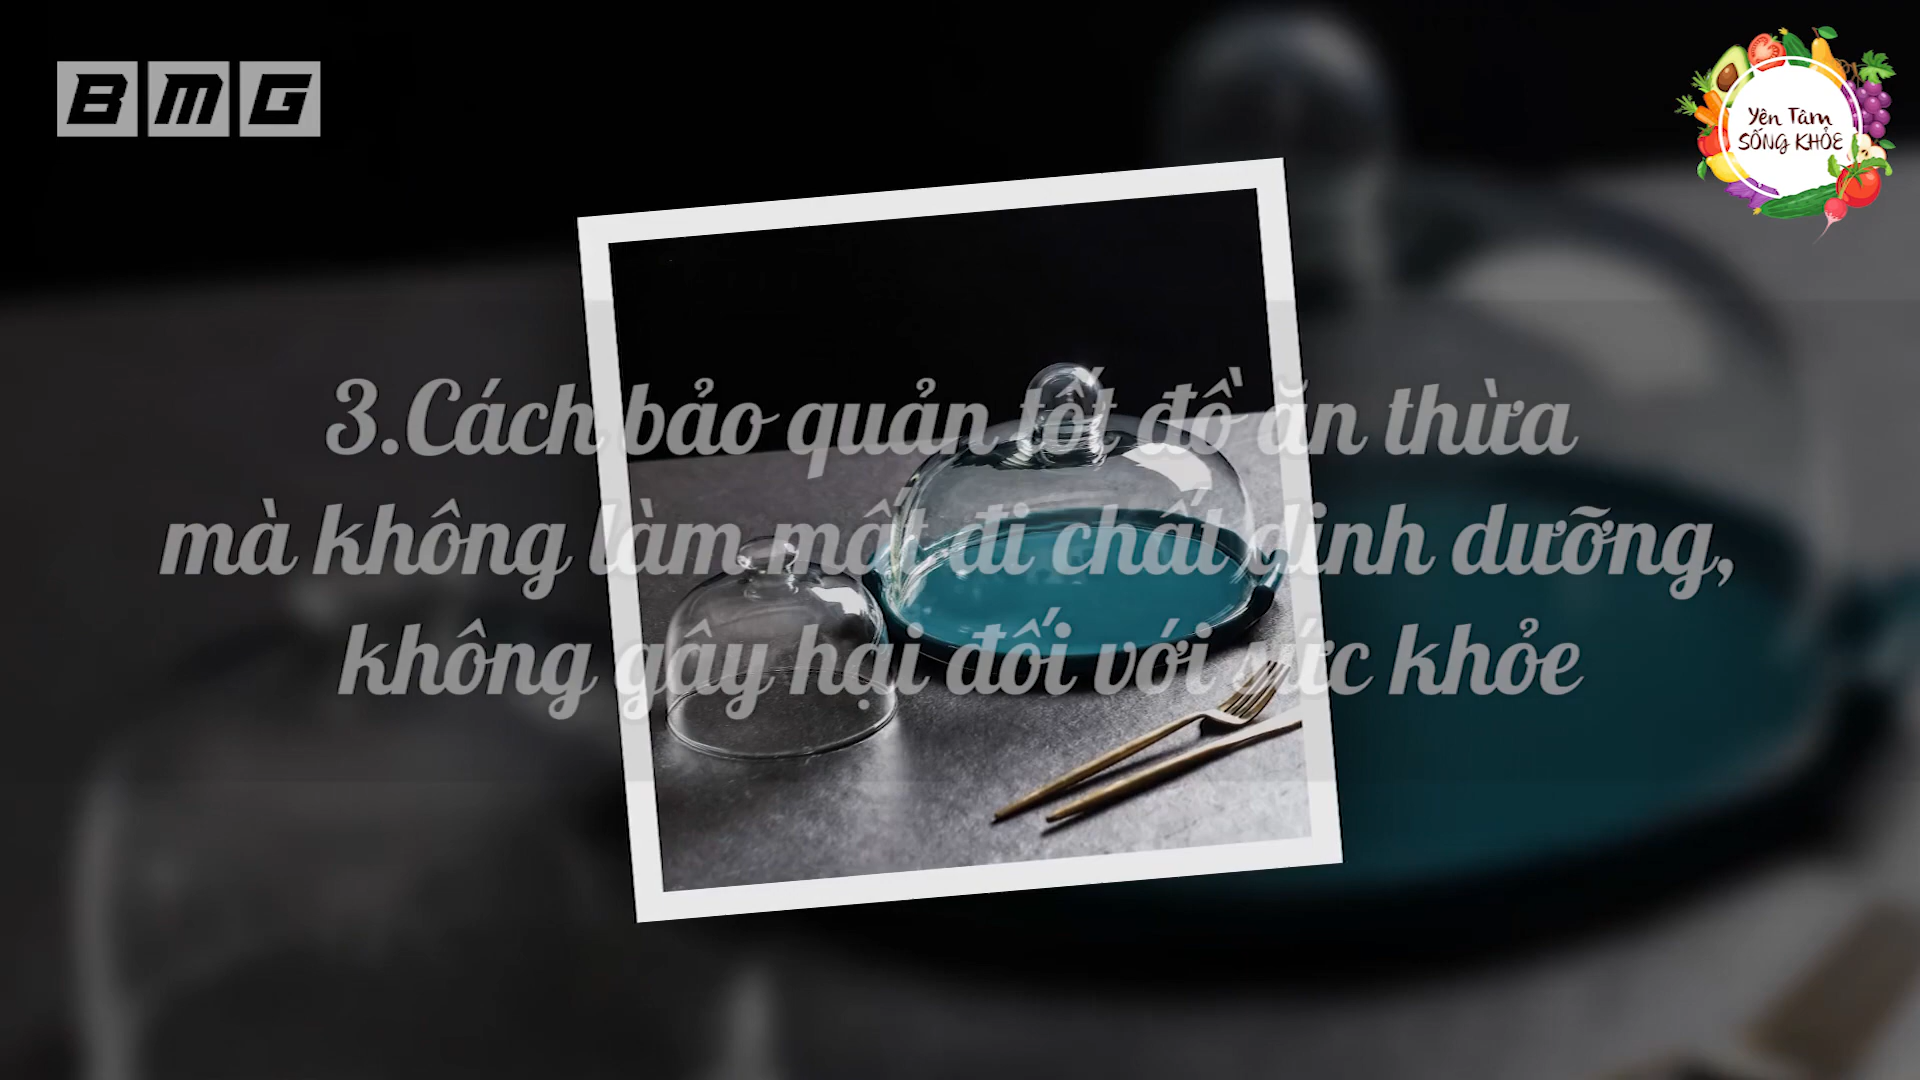 BMG
Yên Tâm
SỐNG KHỎE
3.Cách bảo quản tốt đồ ăn thừa
mà không làm mất đi chất dinh dưỡng,
không gây hại đối với sức khỏe